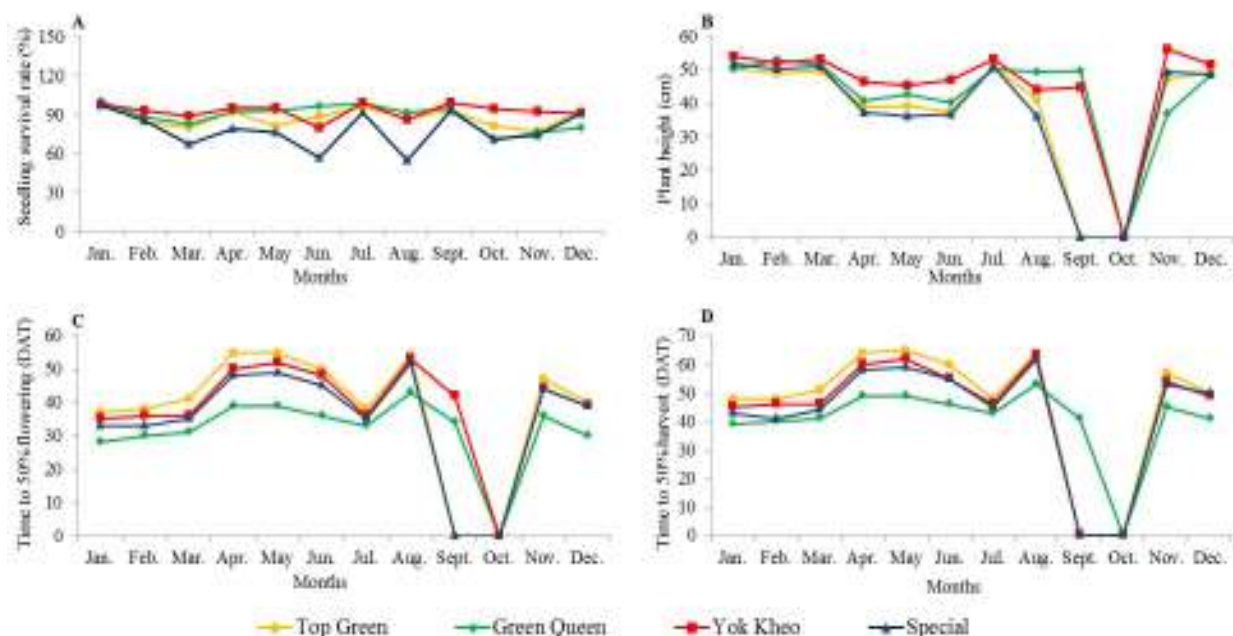 A
Seedling survival rate (%)
150
120
90
60
30
0
Jan. Feb. Mar. Apr. May Jun. Jul. Aug. Sept. Oct. Nov. Dec.
Months
B
Plant height (cm)
60
50
40
30
20
10
0
Jan. Feb. Mar. Apr. May Jun. Jul. Aug. Sept. Oct. Nov. Dec.
Months
C
Time to 50% flowering (DAT)
60
50
40
30
20
10
0
Jan. Feb. Mar. Apr. May Jun. Jul. Aug. Sept. Oct. Nov. Dec.
Months
D
Time to 50% harvest (DAT)
70
60
50
40
30
20
10
0
Jan. Feb. Mar. Apr. May Jun. Jul. Aug. Sept. Oct. Nov. Dec.
Months
Top Green Green Queen Yok Kheo Special